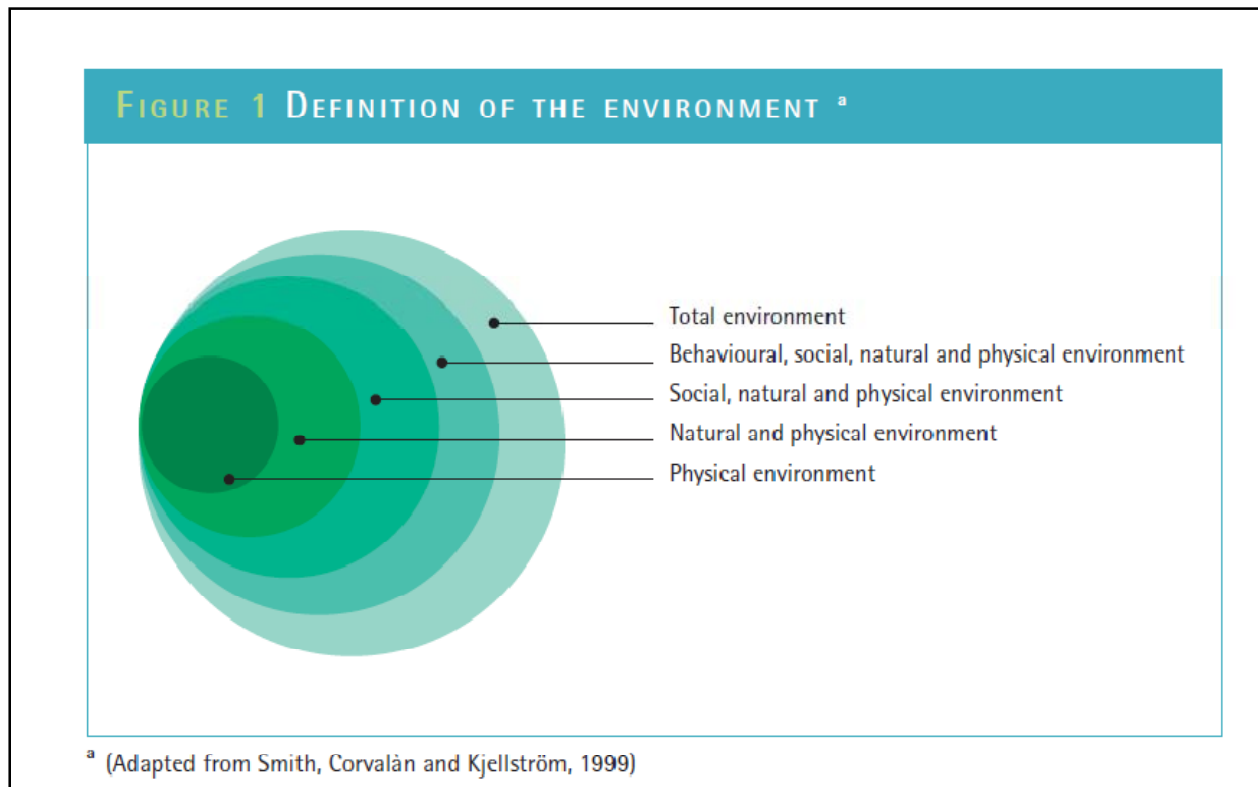 FIGURE 1 DEFINITION OF THE ENVIRONMENT a
Total environment
Behavioural, social, natural and physical environment
Social, natural and physical environment
Natural and physical environment
Physical environment
a (Adapted from Smith, Corvalàn and Kjellström, 1999)